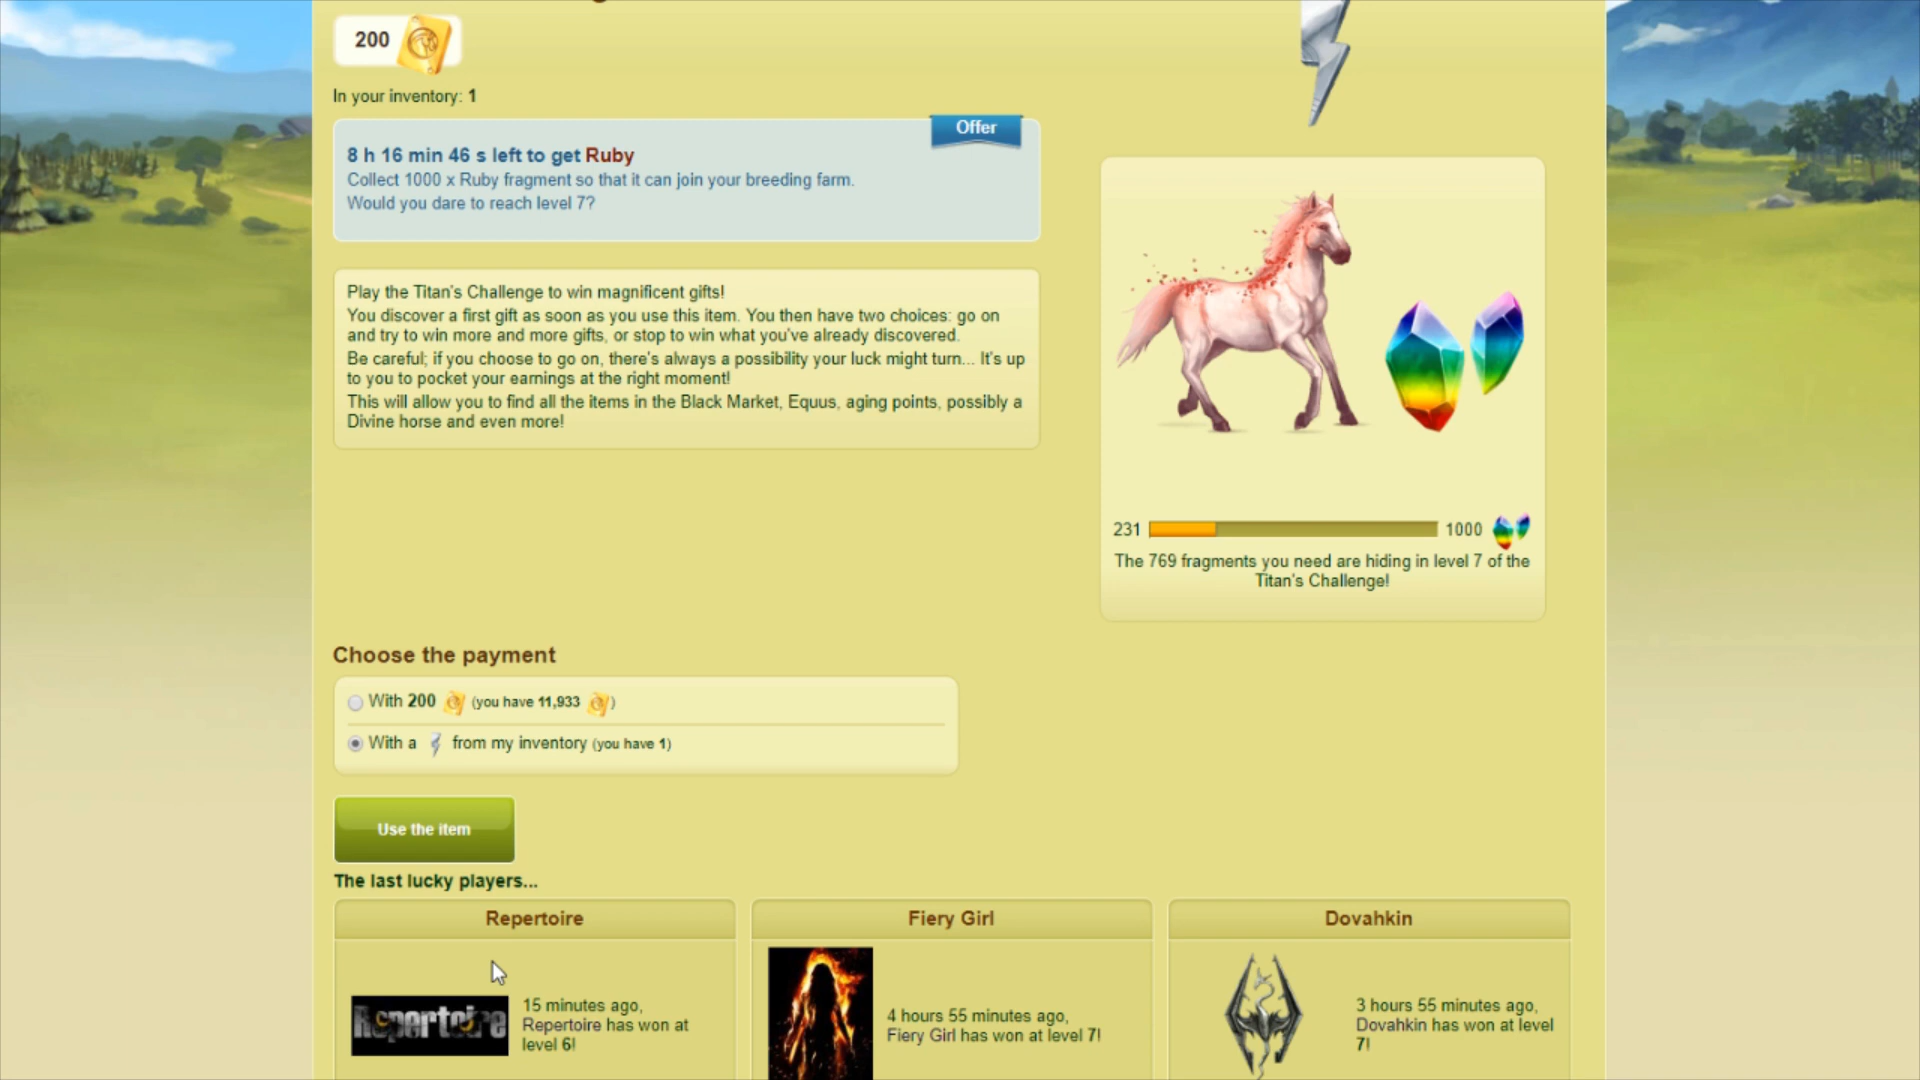 200
In your inventory: 1
Offer
8 h 16 min 46 s left to get Ruby
Collect 1000 x Ruby fragment so that it can join your breeding farm.
Would you dare to reach level 7?
Play the Titan's Challenge to win magnificent gifts!
You discover a first gift as soon as you use this item. You then have two choices: go on
and try to win more and more gifts, or stop to win what you've already discovered.
Be careful; if you choose to go on, there's always a possibility your luck might turn... It's up
to you to pocket your earnings at the right moment!
This will allow you to find all the items in the Black Market, Equus, aging points, possibly a
Divine horse and even more!
231 1000
The 769 fragments you need are hiding in level 7 of the
Titan's Challenge!
Choose the payment
With 200 (you have 11,933 )
With a from my inventory (you have 1)
Use the item
The last lucky players...
Repertoire
Repertoire
15 minutes ago,
Repertoire has won at
level 6!
Fiery Girl
4 hours 55 minutes ago,
Fiery Girl has won at level 7!
Dovahkin
3 hours 55 minutes ago,
Dovahkin has won at level
7!